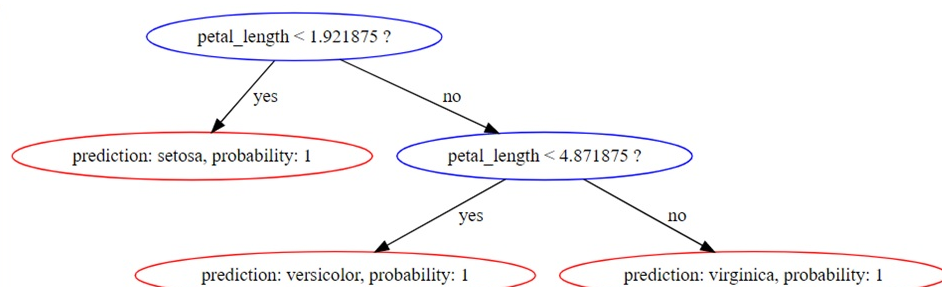 petal_length < 1.921875 ?
yes
no
prediction: setosa, probability: 1
petal_length < 4.871875 ?
yes
no
prediction: versicolor, probability: 1
prediction: virginica, probability: 1